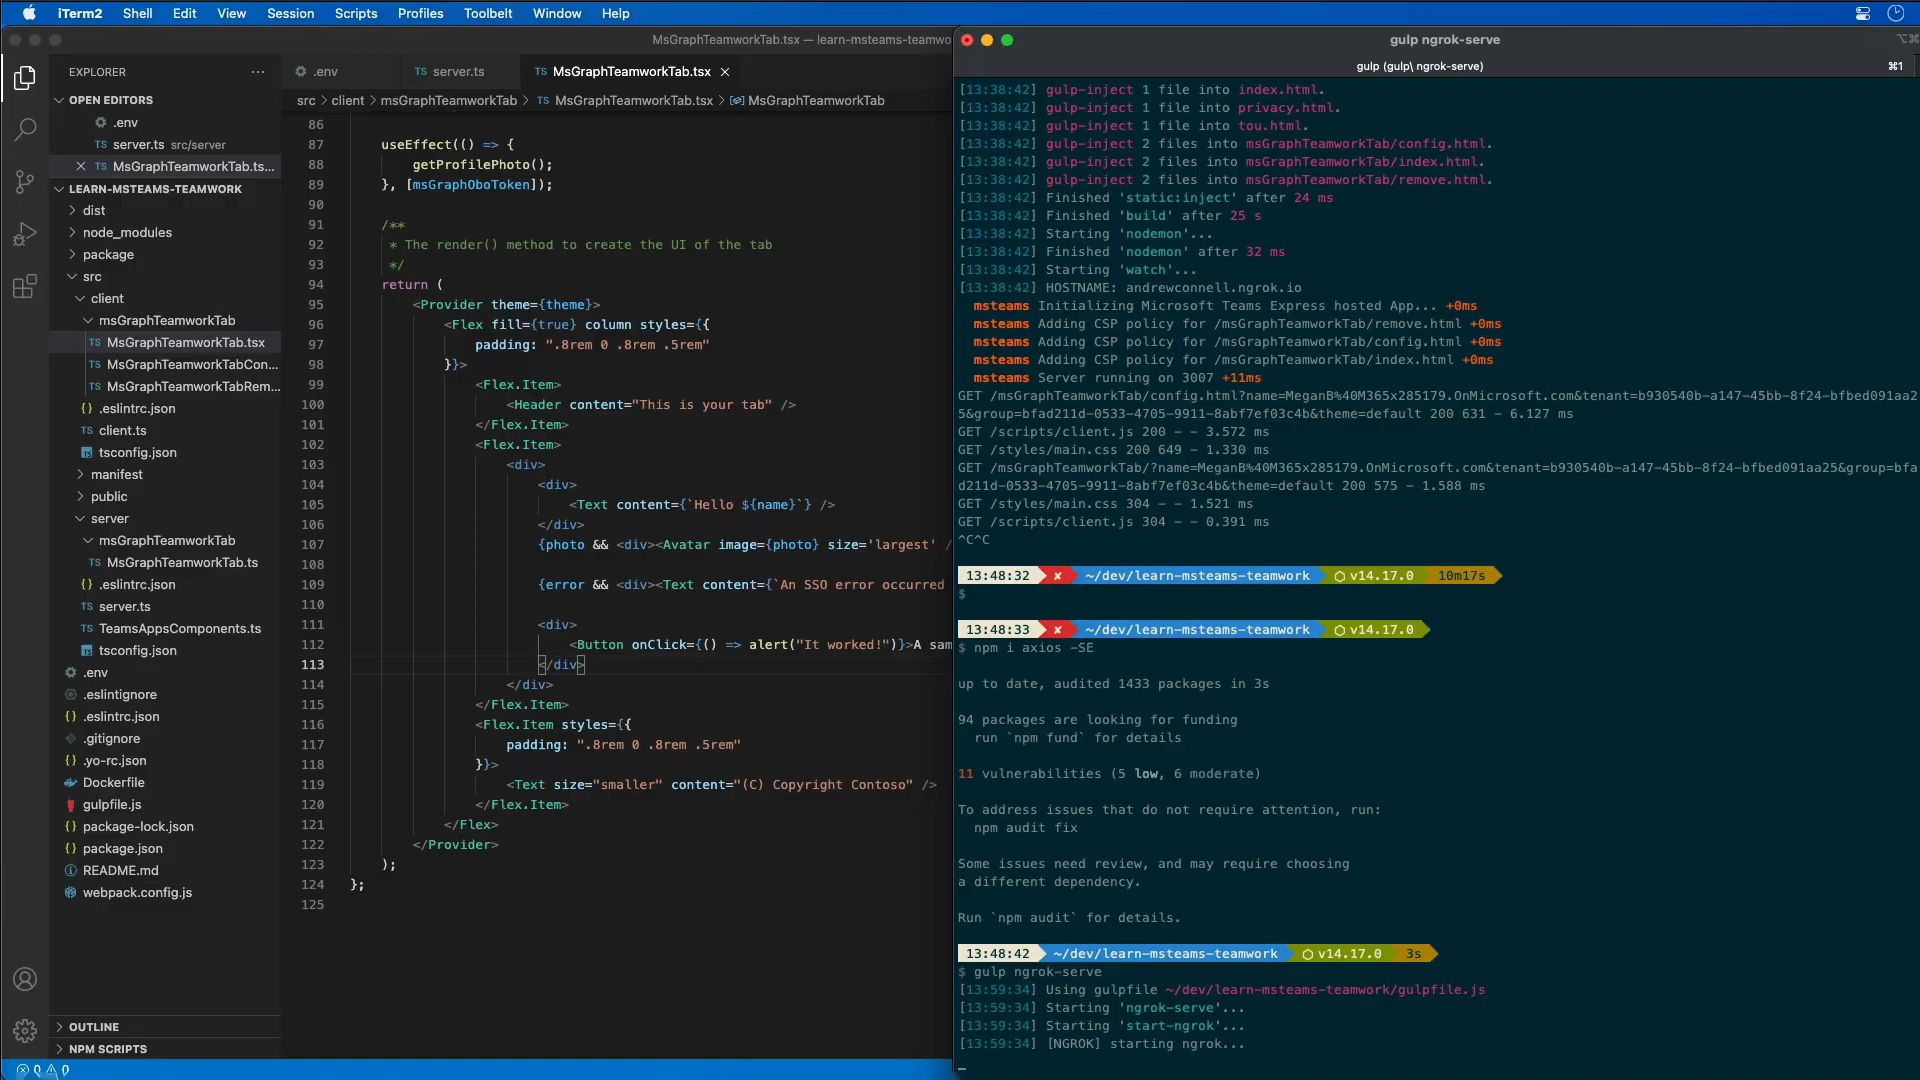 iTerm2 Shell Edit View Session Scripts Profiles Toolbelt Window Help
MsGraphTeamworkTab.tsx — learn-msteams-teamwo
EXPLORER
OPEN EDITORS
.env
server.ts src/server
MsGraphTeamworkTab.ts...
LEARN-MSTEAMS-TEAMWORK
dist
node_modules
package
src
client
msGraphTeamworkTab
MsGraphTeamworkTab.tsx
MsGraphTeamworkTabCon...
MsGraphTeamworkTabRem...
.eslintrc.json
client.ts
tsconfig.json
manifest
public
server
msGraphTeamworkTab
MsGraphTeamworkTab.ts
.eslintrc.json
server.ts
TeamsAppsComponents.ts
tsconfig.json
.env
.eslintignore
.eslintrc.json
.gitignore
.yo-rc.json
Dockerfile
gulpfile.js
package-lock.json
package.json
README.md
webpack.config.js
OUTLINE
NPM SCRIPTS
0 0
.env server.ts MsGraphTeamworkTab.tsx
src > client > msGraphTeamworkTab > MsGraphTeamworkTab.tsx > MsGraphTeamworkTab
86
87 useEffect(() => {
88 getProfilePhoto();
89 }, [msGraphOboToken]);
90
91 /**
92 * The render() method to create the UI of the tab
93 */
94 return (
95 <Provider theme={theme}>
96 <Flex fill={true} column styles={{
97 padding: ".8rem 0 .8rem .5rem"
98 }}>
99 <Flex.Item>
100 <Header content="This is your tab" />
101 </Flex.Item>
102 <Flex.Item>
103 <div>
104 <div>
105 <Text content={`Hello ${name}`} />
106 </div>
107 {photo && <div><Avatar image={photo} size='largest' /
108
109 {error && <div><Text content={`An SSO error occurred
110
111 <div>
112 <Button onClick={() => alert("It worked!")}>A sam
113 </div>
114 </div>
115 </Flex.Item>
116 <Flex.Item styles={{
117 padding: ".8rem 0 .8rem .5rem"
118 }}>
119 <Text size="smaller" content="(C) Copyright Contoso" />
120 </Flex.Item>
121 </Flex>
122 </Provider>
123 );
124 };
125
gulp ngrok-serve
⌥⌘
gulp (gulp\ ngrok-serve) ⌘1
[13:38:42] gulp-inject 1 file into index.html.
[13:38:42] gulp-inject 1 file into privacy.html.
[13:38:42] gulp-inject 1 file into tou.html.
[13:38:42] gulp-inject 2 files into msGraphTeamworkTab/config.html.
[13:38:42] gulp-inject 2 files into msGraphTeamworkTab/index.html.
[13:38:42] gulp-inject 2 files into msGraphTeamworkTab/remove.html.
[13:38:42] Finished 'static:inject' after 24 ms
[13:38:42] Finished 'build' after 25 s
[13:38:42] Starting 'nodemon'...
[13:38:42] Finished 'nodemon' after 32 ms
[13:38:42] Starting 'watch'...
[13:38:42] HOSTNAME: andrewconnell.ngrok.io
msteams Initializing Microsoft Teams Express hosted App... +0ms
msteams Adding CSP policy for /msGraphTeamworkTab/remove.html +0ms
msteams Adding CSP policy for /msGraphTeamworkTab/config.html +0ms
msteams Adding CSP policy for /msGraphTeamworkTab/index.html +0ms
msteams Server running on 3007 +11ms
GET /msGraphTeamworkTab/config.html?name=MeganB%40M365x285179.OnMicrosoft.com&tenant=b930540b-a147-45bb-8f24-bfbed091aa2
5&group=bfad211d-0533-4705-9911-8abf7ef03c4b&theme=default 200 631 - 6.127 ms
GET /scripts/client.js 200 - - 3.572 ms
GET /styles/main.css 200 649 - 1.330 ms
GET /msGraphTeamworkTab/?name=MeganB%40M365x285179.OnMicrosoft.com&tenant=b930540b-a147-45bb-8f24-bfbed091aa25&group=bfa
d211d-0533-4705-9911-8abf7ef03c4b&theme=default 200 575 - 1.588 ms
GET /styles/main.css 304 - - 1.521 ms
GET /scripts/client.js 304 - - 0.391 ms
^C^C
13:48:32 ✘ ~/dev/learn-msteams-teamwork v14.17.0 10m17s
$
13:48:33 ✘ ~/dev/learn-msteams-teamwork v14.17.0
$ npm i axios -SE
up to date, audited 1433 packages in 3s
94 packages are looking for funding
run `npm fund` for details
11 vulnerabilities (5 low, 6 moderate)
To address issues that do not require attention, run:
npm audit fix
Some issues need review, and may require choosing
a different dependency.
Run `npm audit` for details.
13:48:42 ~/dev/learn-msteams-teamwork v14.17.0 3s
$ gulp ngrok-serve
[13:59:34] Using gulpfile ~/dev/learn-msteams-teamwork/gulpfile.js
[13:59:34] Starting 'ngrok-serve'...
[13:59:34] Starting 'start-ngrok'...
[13:59:34] [NGROK] starting ngrok...